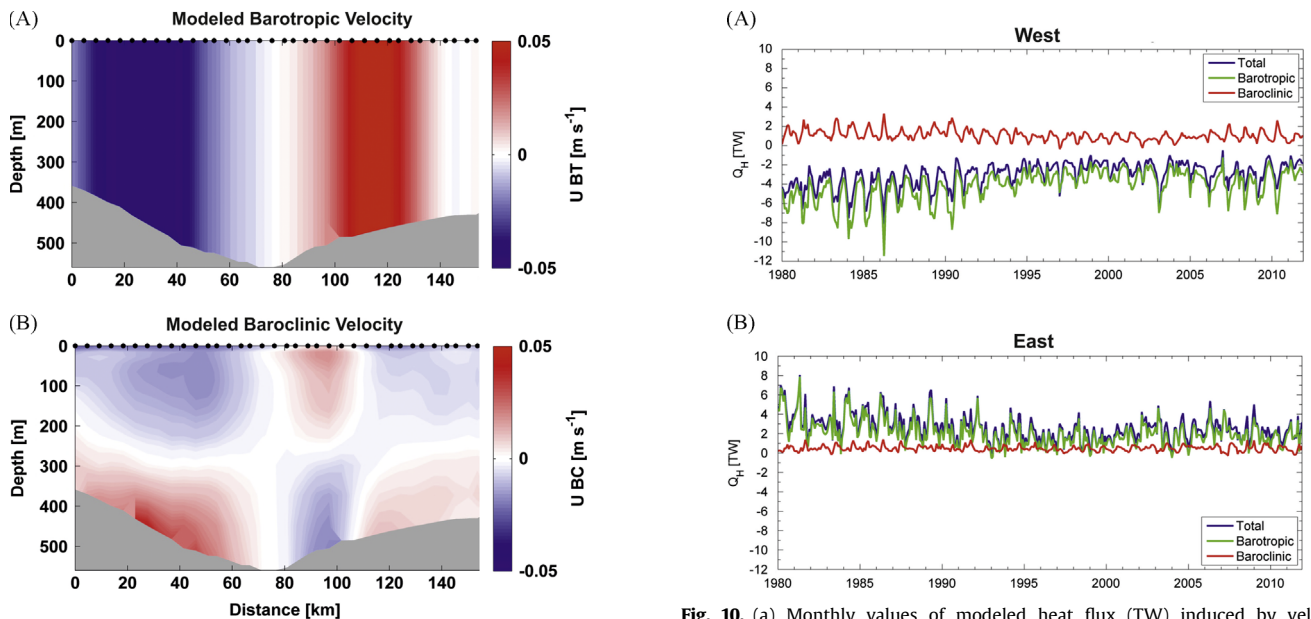 (A)
Modeled Barotropic Velocity
Depth [m]
0
100
200
300
400
500
0 20 40 60 80 100 120 140
0.05
0
-0.05
U BT [m s⁻¹]
(B)
Modeled Baroclinic Velocity
Depth [m]
0
100
200
300
400
500
0 20 40 60 80 100 120 140
Distance [km]
0.05
0
-0.05
U BC [m s⁻¹]
(A)
West
Q_H [TW]
10
8
6
4
2
0
-2
-4
-6
-8
-10
-12
1980 1985 1990 1995 2000 2005 2010
Total
Barotropic
Baroclinic
(B)
East
Q_H [TW]
10
8
6
4
2
0
-2
-4
-6
-8
-10
-12
1980 1985 1990 1995 2000 2005 2010
Total
Barotropic
Baroclinic
Fig. 10. (a) Monthly values of modeled heat flux (TW) induced by vel